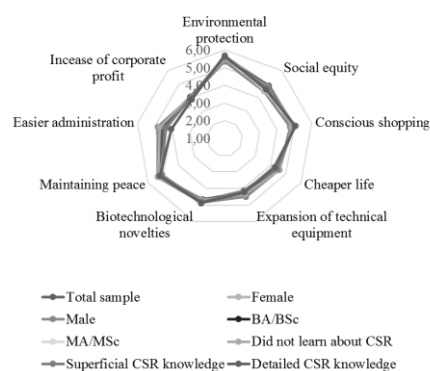 Environmental
protection
Social equity
Conscious shopping
Cheaper life
Expansion of technical
equipment
Biotechnological
novelties
Maintaining peace
Easier administration
Incease of corporate
profit
6,00
5,00
4,00
3,00
2,00
1,00
Total sample
Female
Male
BA/BSc
MA/MSc
Did not learn about CSR
Superficial CSR knowledge
Detailed CSR knowledge